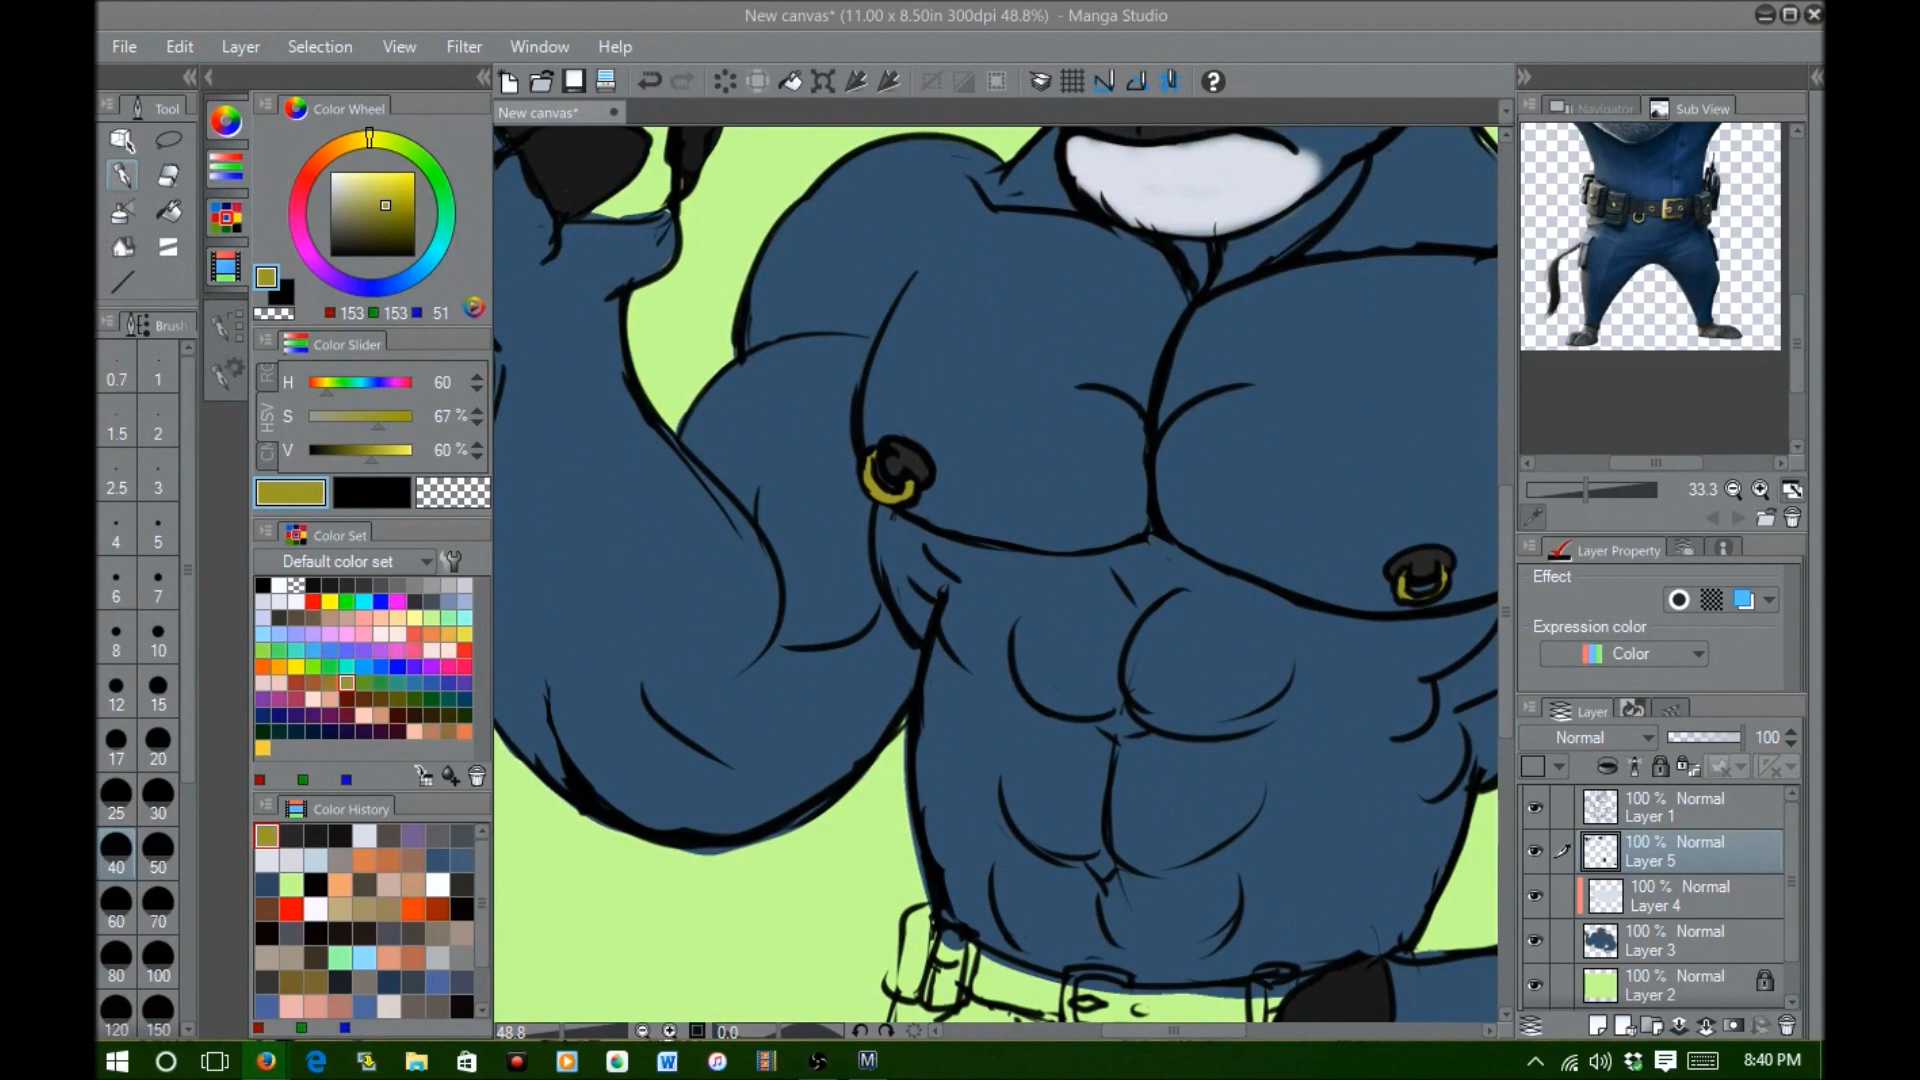 New canvas* (11.00 x 8.50in 300dpi 48.8%) - Manga Studio
File Edit Layer Selection View Filter Window Help
Tool
Color Wheel
New canvas*
Navigator Sub View
153 153 51
Brush
Color Slider
H 60
S 67 %
V 60 %
HSV
0.7 1
1.5 2
2.5 3
4 5
6 7
8 10
12 15
17 20
25 30
40 50
60 70
80 100
120 150
33.3
Color Set
Default color set
Layer Property
Effect
Expression color
Color
Layer
Normal 100
Color History
100 % Normal
Layer 1
100 % Normal
Layer 5
100 % Normal
Layer 4
100 % Normal
Layer 3
100 % Normal
Layer 2
48.8 0.0
8:40 PM